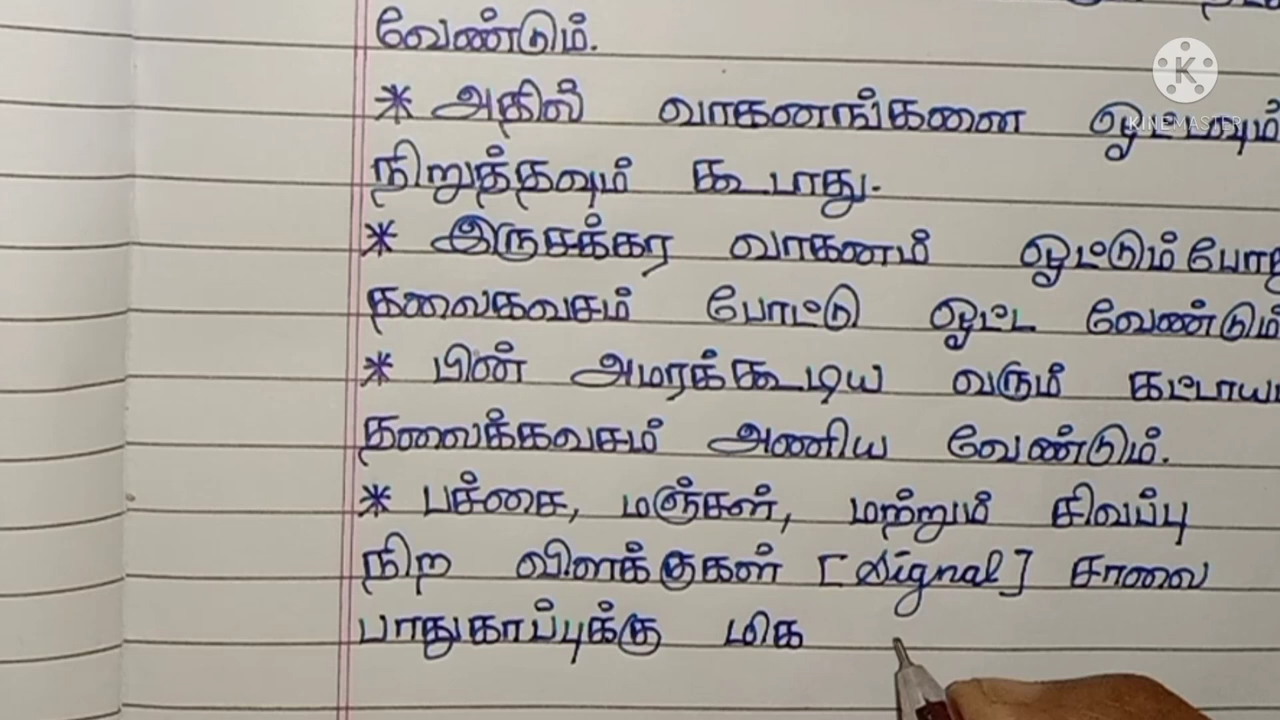 வேண்டும்.
* அதில் வாகனங்களை ஓட்டவும்
நிறுத்தவும் கூடாது.
* இருசக்கர வாகனம் ஓட்டும்போது
தலைகவசம் போட்டு ஓட்ட வேண்டும்
* பின் அமரக்கூடிய வரும்
தலைக்கவசம் அணிய வேண்டும்.
* பச்சை, மஞ்சள், மற்றும் சிவப்பு
நிற விளக்குகள் [Signal] சாலை
பாதுகாப்புக்கு மிக
K
KINEMASTER